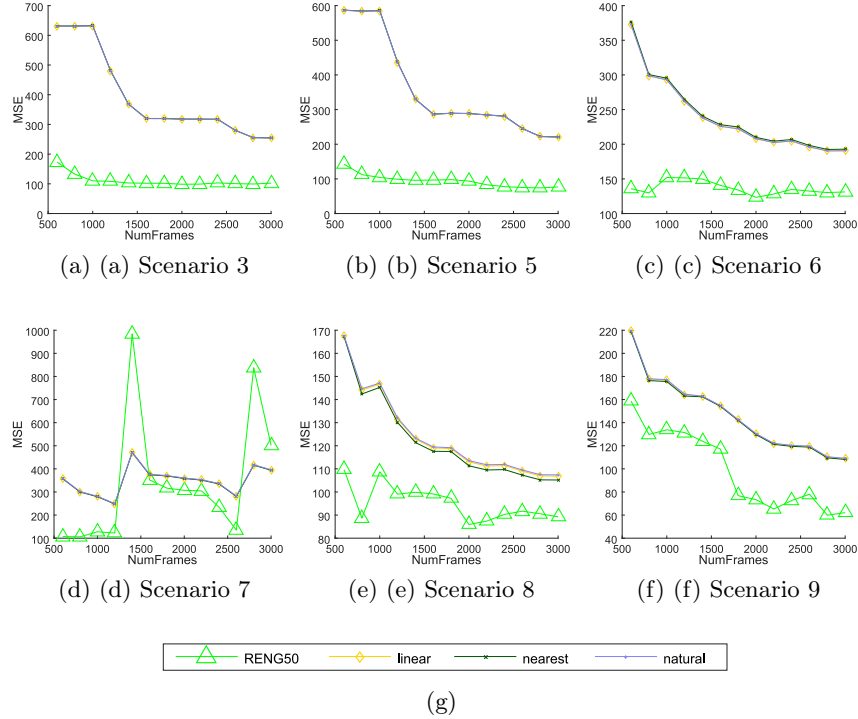 700
600
500
400
300
200
100
0
MSE
500 1000 1500 2000 2500 3000
NumFrames
(a) (a) Scenario 3
600
500
400
300
200
100
0
MSE
500 1000 1500 2000 2500 3000
NumFrames
(b) (b) Scenario 5
400
350
300
250
200
150
100
MSE
500 1000 1500 2000 2500 3000
NumFrames
(c) (c) Scenario 6
1000
900
800
700
600
500
400
300
200
100
MSE
500 1000 1500 2000 2500 3000
NumFrames
(d) (d) Scenario 7
170
160
150
140
130
120
110
100
90
80
MSE
500 1000 1500 2000 2500 3000
NumFrames
(e) (e) Scenario 8
220
200
180
160
140
120
100
80
60
40
MSE
500 1000 1500 2000 2500 3000
NumFrames
(f) (f) Scenario 9
RENG50 linear nearest natural
(g)